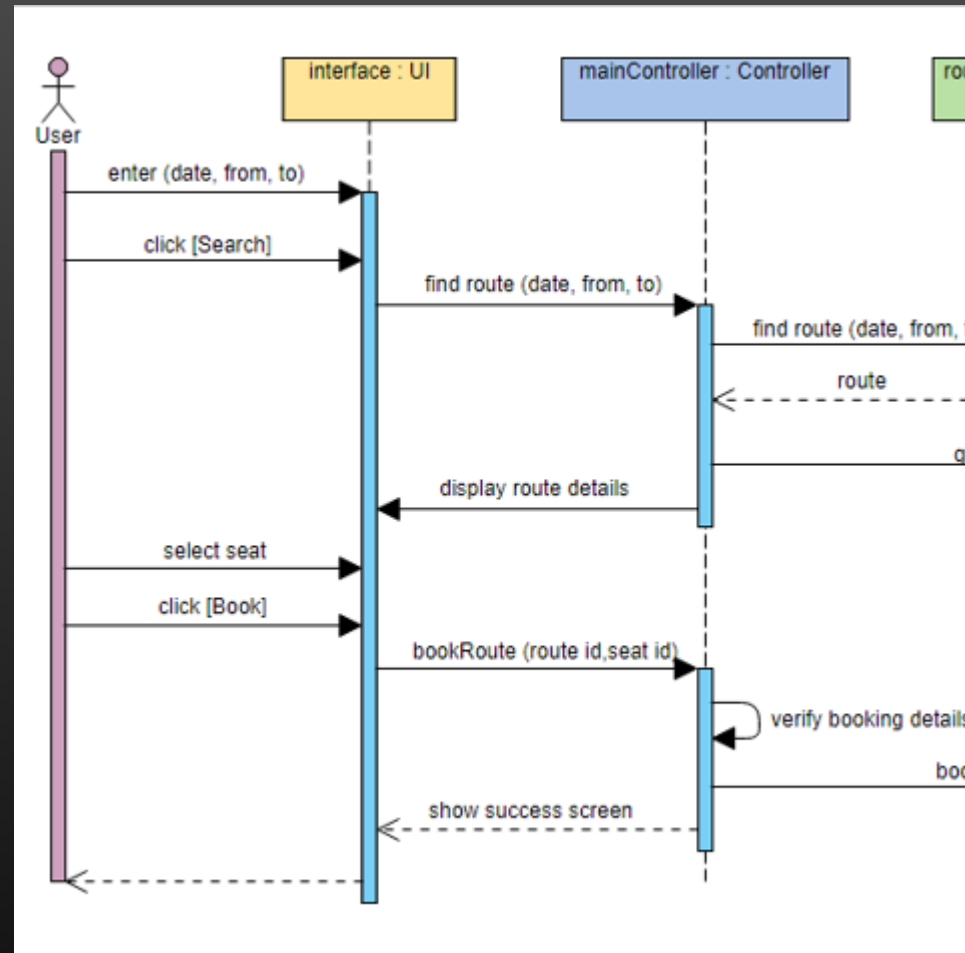 interface : UI
mainController : Controller
User
enter (date, from, to)
click [Search]
find route (date, from, to)
find route (date, from,
route
display route details
select seat
click [Book]
bookRoute (route id,seat id)
verify booking details
show success screen